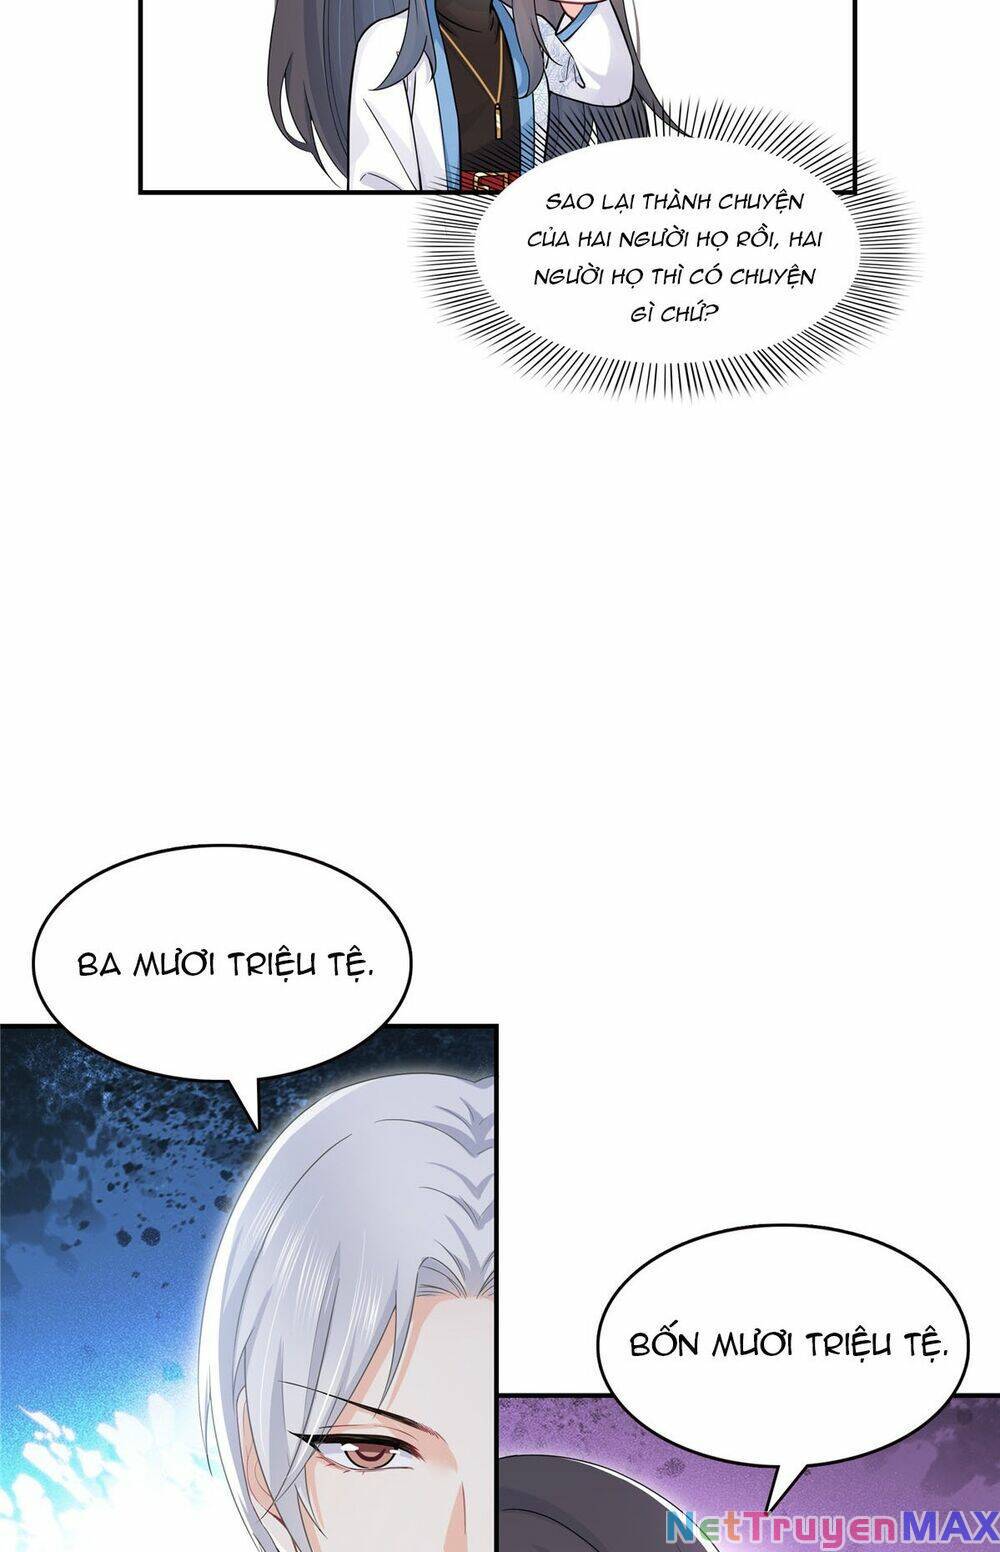 SAO LẠI THÀNH CHUYỆN
CỦA HAI NGƯỜI HỌ RỒI, HAI
NGƯỜI HỌ THÌ CÓ CHUYỆN
GÌ CHỨ?
BA MƯƠI TRIỆU TỆ.
BỐN MƯƠI TRIỆU TỆ.
NETTRUYENMAX